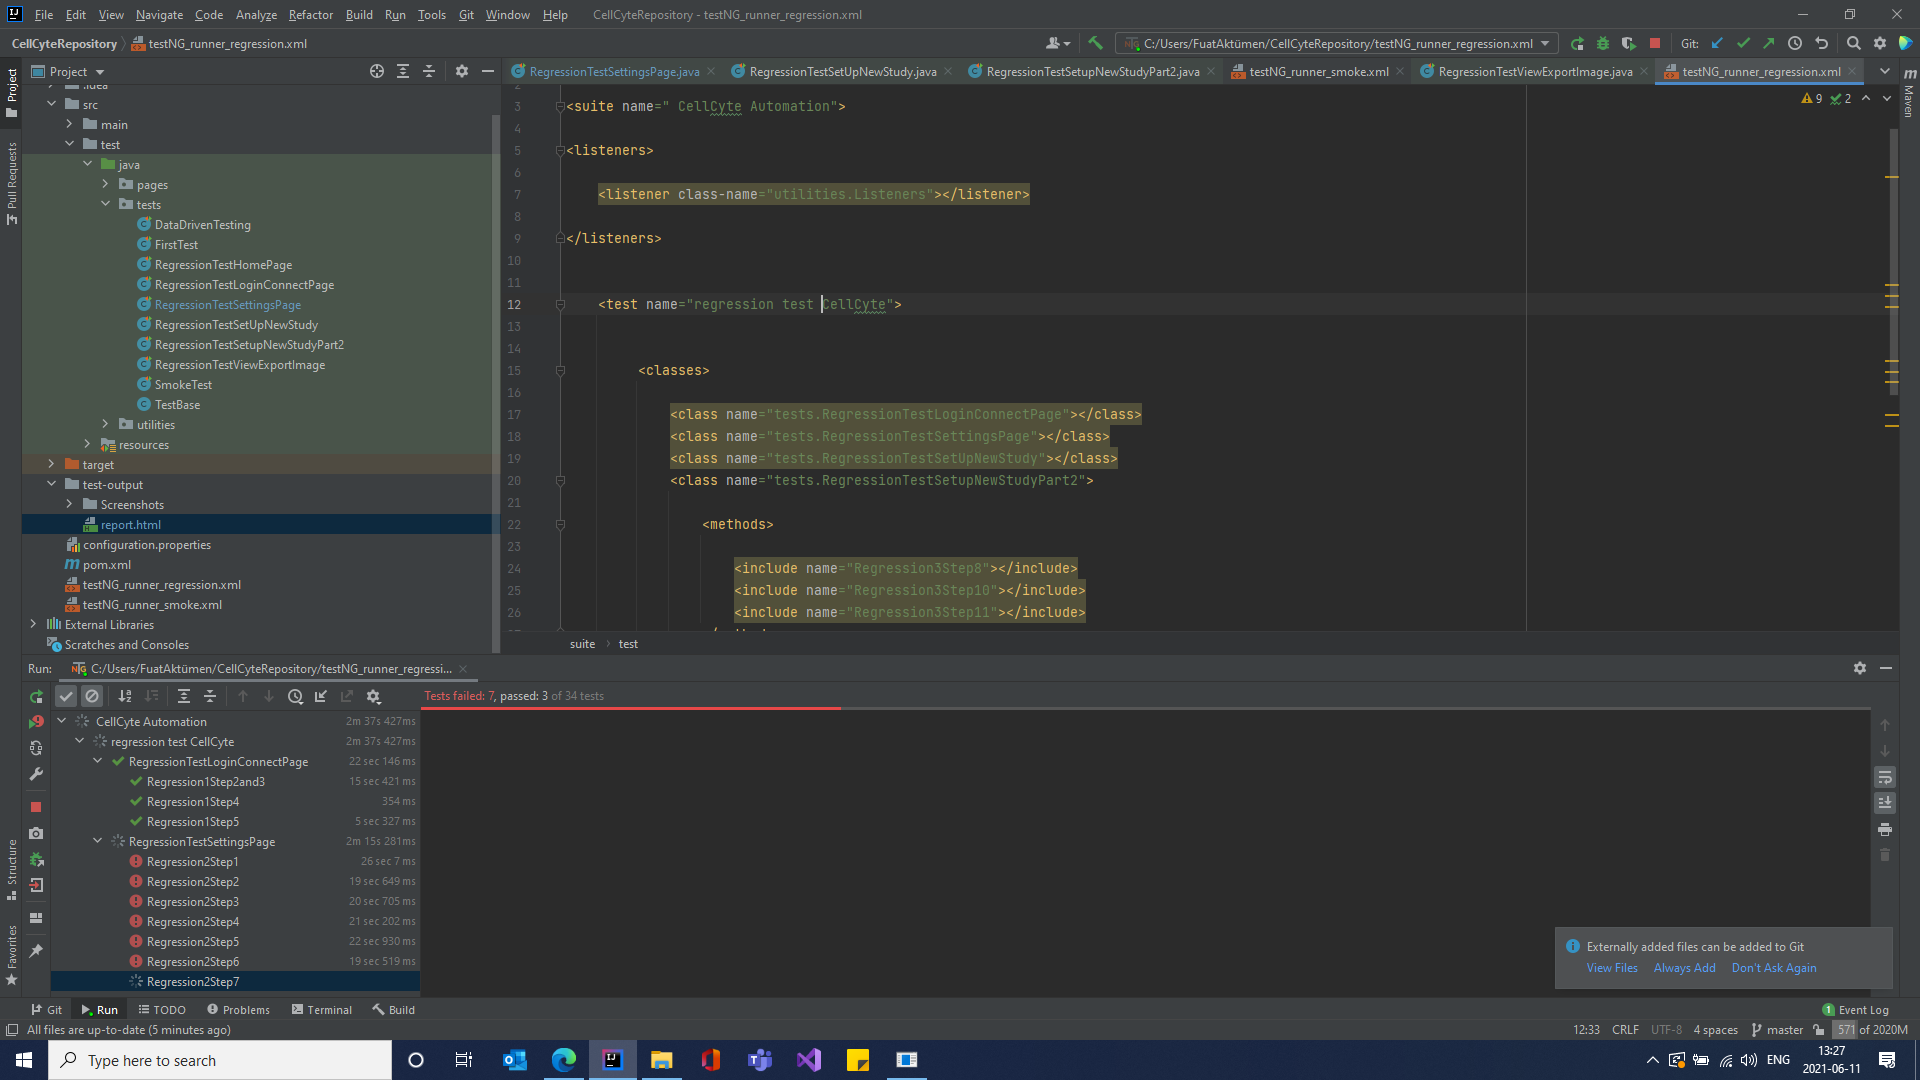 File Edit View Navigate Code Analyze Refactor Build Run Tools Git Window Help CellCyteRepository - testNG_runner_regression.xml
CellCyteRepository testNG_runner_regression.xml
C:/Users/FuatAktümen/CellCyteRepository/testNG_runner_regression.xml Git:
Project
RegressionTestSettingsPage.java RegressionTestSetUpNewStudy.java RegressionTestSetupNewStudyPart2.java testNG_runner_smoke.xml RegressionTestViewExportImage.java testNG_runner_regression.xml
Project
Pull Requests
Structure
Favorites
Maven
.idea
src
main
test
java
pages
tests
DataDrivenTesting
FirstTest
RegressionTestHomePage
RegressionTestLoginConnectPage
RegressionTestSettingsPage
RegressionTestSetUpNewStudy
RegressionTestSetupNewStudyPart2
RegressionTestViewExportImage
SmokeTest
TestBase
utilities
resources
target
test-output
Screenshots
report.html
configuration.properties
pom.xml
testNG_runner_regression.xml
testNG_runner_smoke.xml
External Libraries
Scratches and Consoles
9 2
2
3 <suite name=" CellCyte Automation">
4
5 <listeners>
6
7 <listener class-name="utilities.Listeners"></listener>
8
9 </listeners>
10
11
12 <test name="regression test CellCyte">
13
14
15 <classes>
16
17 <class name="tests.RegressionTestLoginConnectPage"></class>
18 <class name="tests.RegressionTestSettingsPage"></class>
19 <class name="tests.RegressionTestSetUpNewStudy"></class>
20 <class name="tests.RegressionTestSetupNewStudyPart2">
21
22 <methods>
23
24 <include name="Regression3Step8"></include>
25 <include name="Regression3Step10"></include>
26 <include name="Regression3Step11"></include>
suite test
Run: C:/Users/FuatAktümen/CellCyteRepository/testNG_runner_regressi...
Tests failed: 7, passed: 3 of 34 tests
CellCyte Automation 2m 37s 427ms
regression test CellCyte 2m 37s 427ms
RegressionTestLoginConnectPage 22 sec 146 ms
Regression1Step2and3 15 sec 421 ms
Regression1Step4 354 ms
Regression1Step5 5 sec 327 ms
RegressionTestSettingsPage 2m 15s 281ms
Regression2Step1 26 sec 7 ms
Regression2Step2 19 sec 649 ms
Regression2Step3 20 sec 705 ms
Regression2Step4 21 sec 202 ms
Regression2Step5 22 sec 930 ms
Regression2Step6 19 sec 519 ms
Regression2Step7
Externally added files can be added to Git
View Files Always Add Don't Ask Again
Git Run TODO Problems Terminal Build 1 Event Log
All files are up-to-date (5 minutes ago) 12:33 CRLF UTF-8 4 spaces master 571 of 2020M
Type here to search
ENG
13:27
2021-06-11